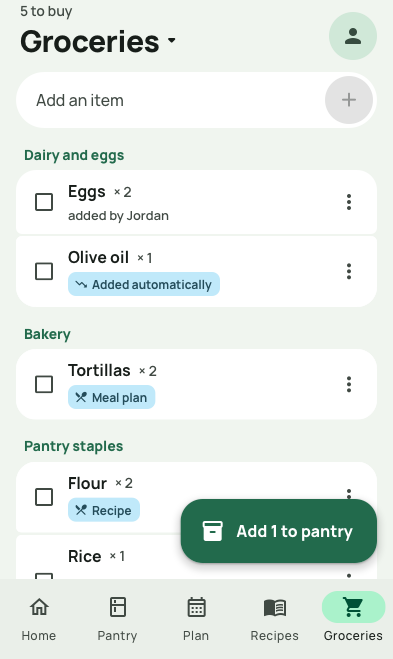 5 to buy
Groceries
Add an item
Dairy and eggs
Eggs × 2
added by Jordan
Olive oil × 1
Added automatically
Bakery
Tortillas × 2
Meal plan
Pantry staples
Flour × 2
Recipe
Add 1 to pantry
Rice × 1
Home Pantry Plan Recipes Groceries